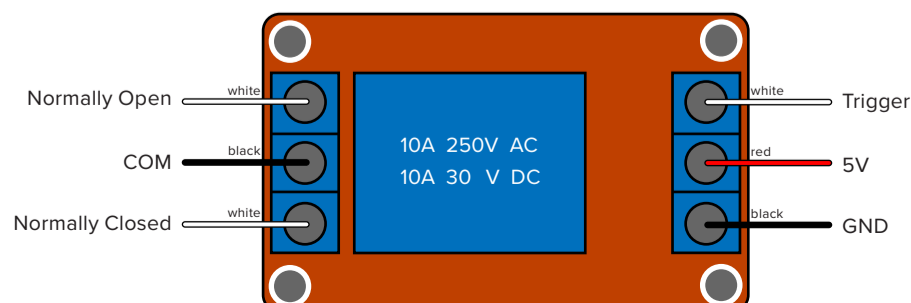 Normally Open
white
COM
black
Normally Closed
white
10A 250V AC
10A 30 V DC
white
Trigger
red
5V
black
GND